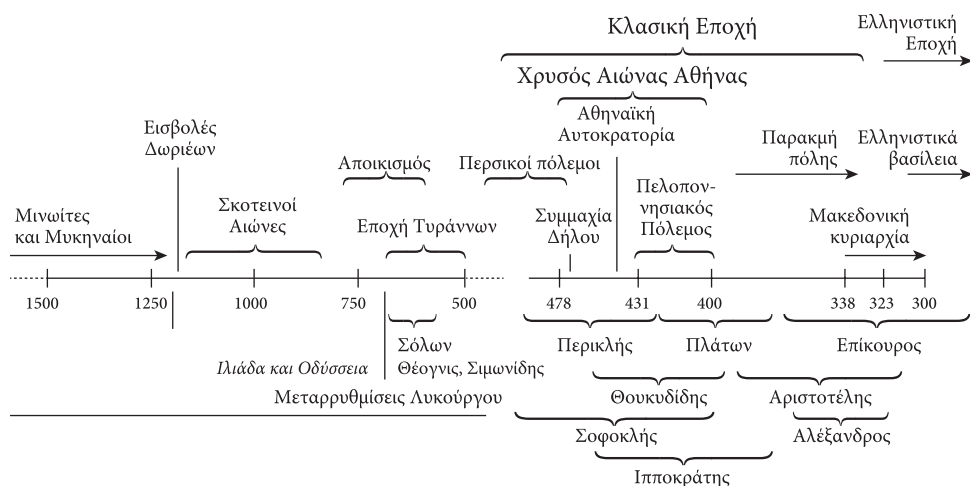 Κλασική Εποχή
Ελληνιστική
Εποχή
Χρυσός Αιώνας Αθήνας
Αθηναϊκή
Αυτοκρατορία
Εισβολές
Δωριέων
Αποικισμός
Περσικοί πόλεμοι
Παρακμή
πόλης
Ελληνιστικά
βασίλεια
Μινωίτες
και Μυκηναίοι
Σκοτεινοί
Αιώνες
Εποχή Τυράννων
Συμμαχία
Δήλου
Πελοπον-
νησιακός
Πόλεμος
Μακεδονική
κυριαρχία
1500 1250 1000 750 500 478 431 400 338 323 300
Ιλιάδα και Οδύσσεια
Σόλων
Θέογνις, Σιμωνίδης
Μεταρρυθμίσεις Λυκούργου
Περικλής
Πλάτων
Επίκουρος
Θουκυδίδης
Αριστοτέλης
Σοφοκλής
Αλέξανδρος
Ιπποκράτης